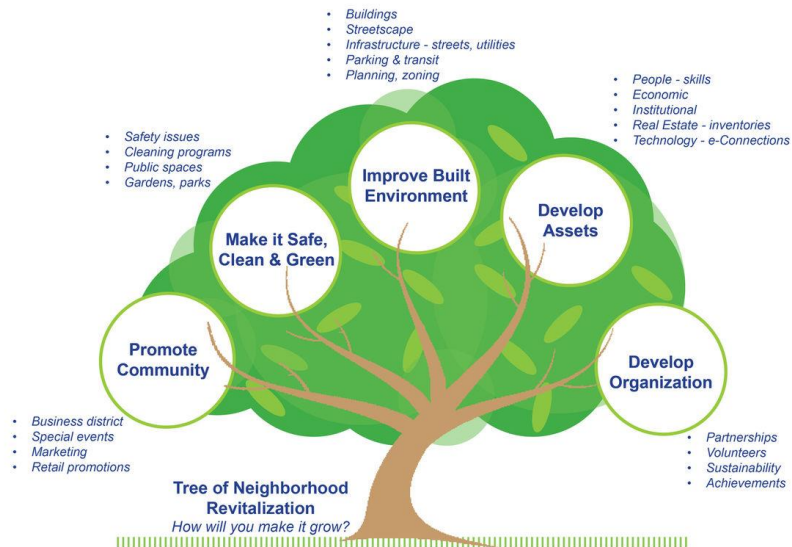 • Buildings
• Streetscape
• Infrastructure - streets, utilities
• Parking & transit
• Planning, zoning
• People - skills
• Economic
• Institutional
• Real Estate - inventories
• Technology - e-Connections
• Safety issues
• Cleaning programs
• Public spaces
• Gardens, parks
Improve Built
Environment
Develop
Assets
Make it Safe,
Clean & Green
Promote
Community
Develop
Organization
• Business district
• Special events
• Marketing
• Retail promotions
• Partnerships
• Volunteers
• Sustainability
• Achievements
Tree of Neighborhood
Revitalization
How will you make it grow?